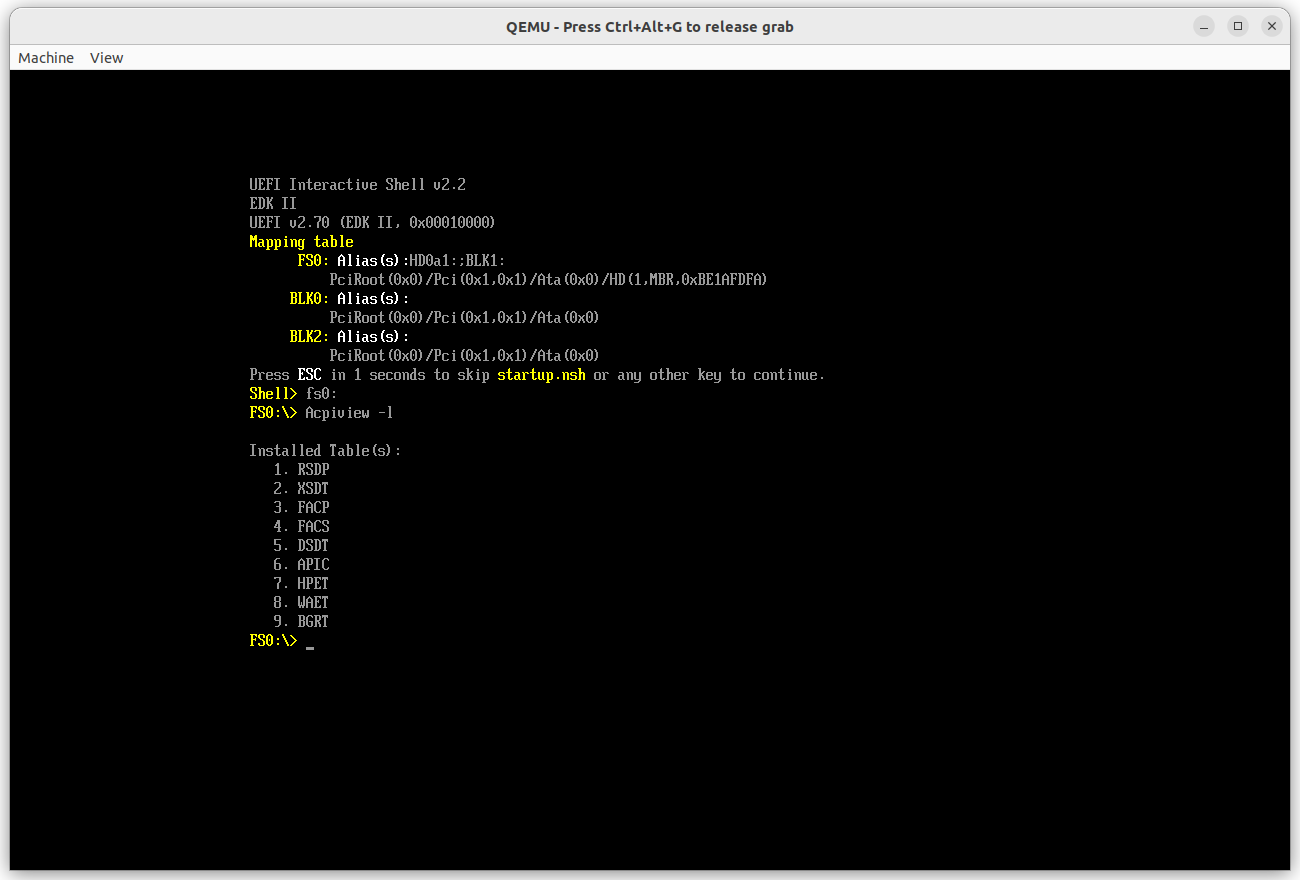 QEMU - Press Ctrl+Alt+G to release grab
Machine View
UEFI Interactive Shell v2.2
EDK II
UEFI v2.70 (EDK II, 0x00010000)
Mapping table
FS0: Alias(s):HD0a1:;BLK1:
PciRoot(0x0)/Pci(0x1,0x1)/Ata(0x0)/HD(1,MBR,0xBE1AFDFA)
BLK0: Alias(s):
PciRoot(0x0)/Pci(0x1,0x1)/Ata(0x0)
BLK2: Alias(s):
PciRoot(0x0)/Pci(0x1,0x1)/Ata(0x0)
Press ESC in 1 seconds to skip startup.nsh or any other key to continue.
Shell> fs0:
FS0:\> Acpiview -l
Installed Table(s):
1. RSDP
2. XSDT
3. FACP
4. FACS
5. DSDT
6. APIC
7. HPET
8. WAET
9. BGRT
FS0:\> _